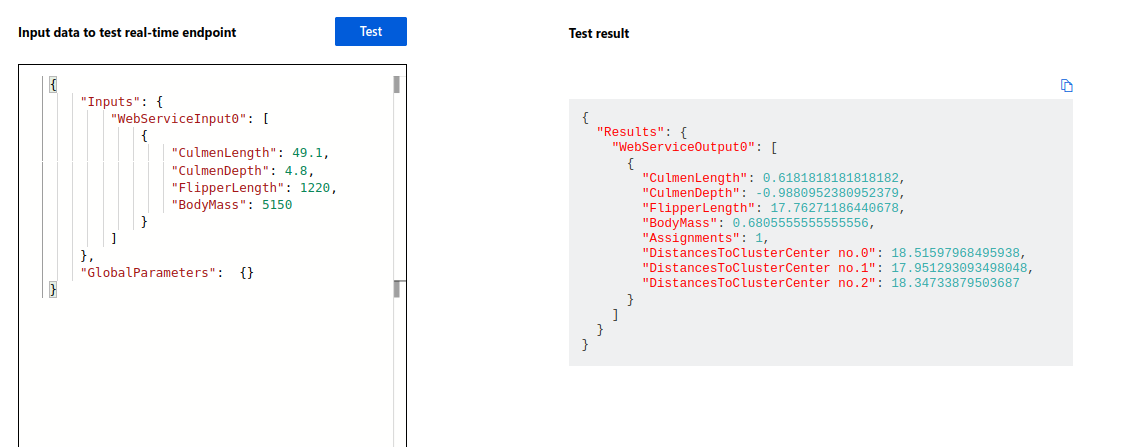 Input data to test real-time endpoint
Test
{
"Inputs": {
"WebServiceInput0": [
{
"CulmenLength": 49.1,
"CulmenDepth": 4.8,
"FlipperLength": 1220,
"BodyMass": 5150
}
]
},
"GlobalParameters":  {}
}
Test result
{
"Results": {
"WebServiceOutput0": [
{
"CulmenLength": 0.6181818181818182,
"CulmenDepth": -0.9880952380952379,
"FlipperLength": 17.76271186440678,
"BodyMass": 0.6805555555555556,
"Assignments": 1,
"DistancesToClusterCenter no.0": 18.51597968495938,
"DistancesToClusterCenter no.1": 17.951293093498048,
"DistancesToClusterCenter no.2": 18.34733879503687
}
]
}
}